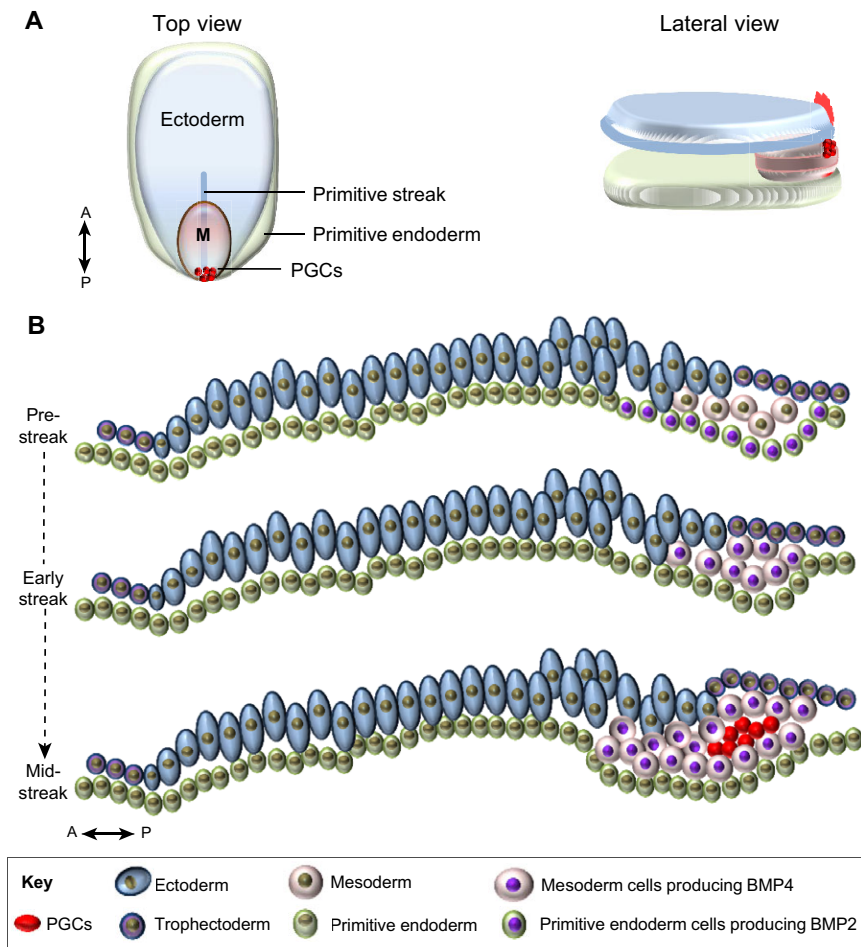 A
Top view
Lateral view
Ectoderm
Primitive streak
M
Primitive endoderm
PGCs
A
P
B
Pre-
streak
Early
streak
Mid-
streak
A P
Key
Ectoderm
Mesoderm
Mesoderm cells producing BMP4
PGCs
Trophectoderm
Primitive endoderm
Primitive endoderm cells producing BMP2